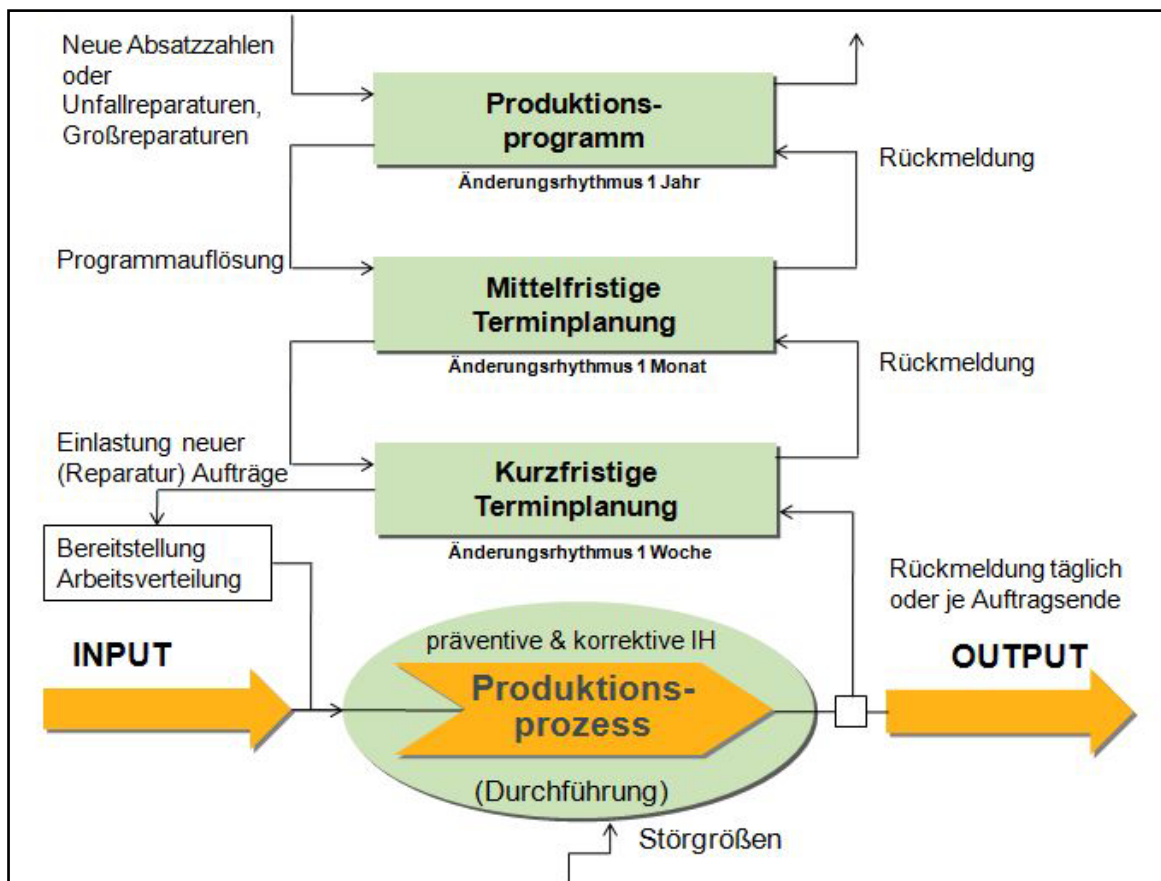 Neue Absatzzahlen
oder
Unfallreparaturen,
Großreparaturen
Produktions-
programm
Änderungsrhythmus 1 Jahr
Rückmeldung
Programmauflösung
Mittelfristige
Terminplanung
Änderungsrhythmus 1 Monat
Rückmeldung
Einlastung neuer
(Reparatur) Aufträge
Kurzfristige
Terminplanung
Änderungsrhythmus 1 Woche
Bereitstellung
Arbeitsverteilung
Rückmeldung täglich
oder je Auftragsende
INPUT
präventive & korrektive IH
Produktions-
prozess
(Durchführung)
OUTPUT
Störgrößen